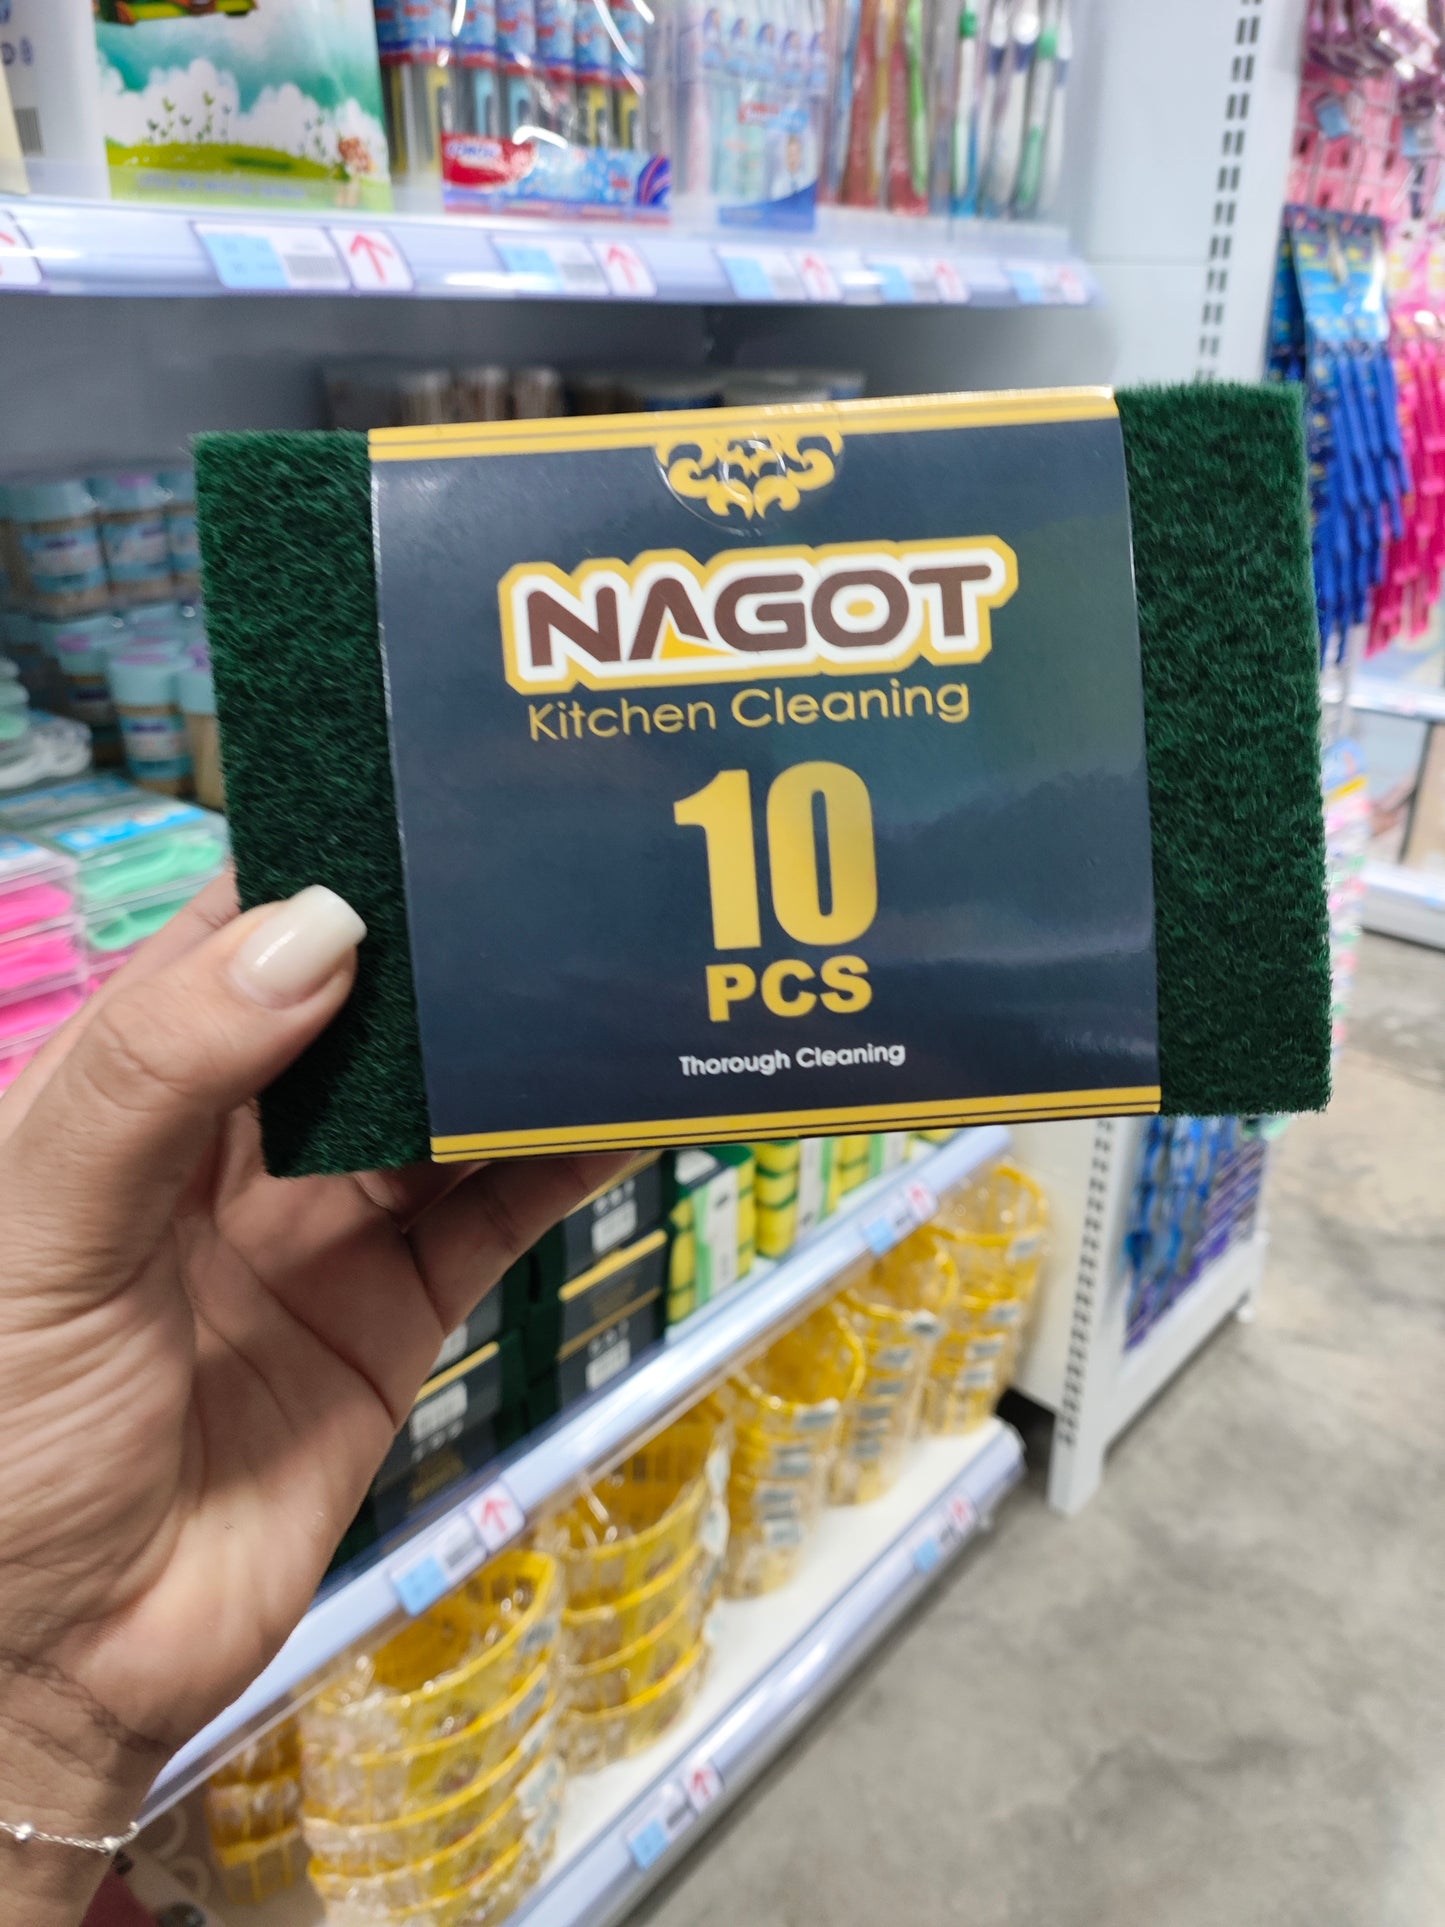 NAGOT
Kitchen Cleaning
10
PCS
Thorough Cleaning